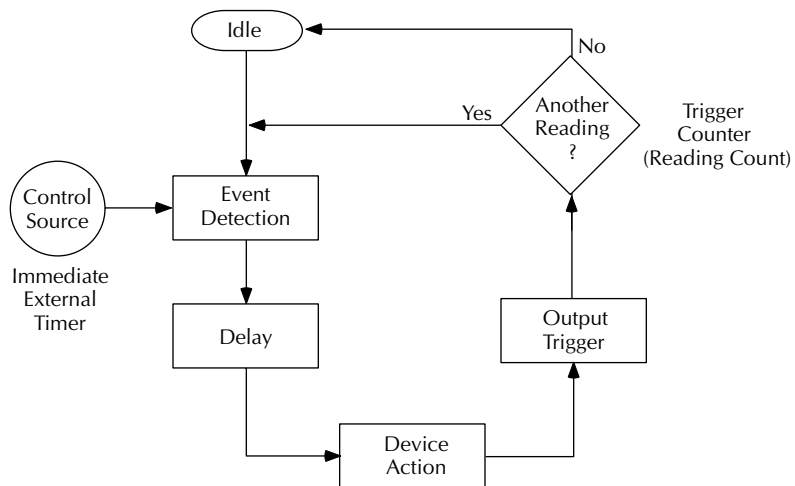 Idle
No
Yes
Another
Reading
?
Trigger
Counter
(Reading Count)
Control
Source
Event
Detection
Immediate
External
Timer
Delay
Output
Trigger
Device
Action